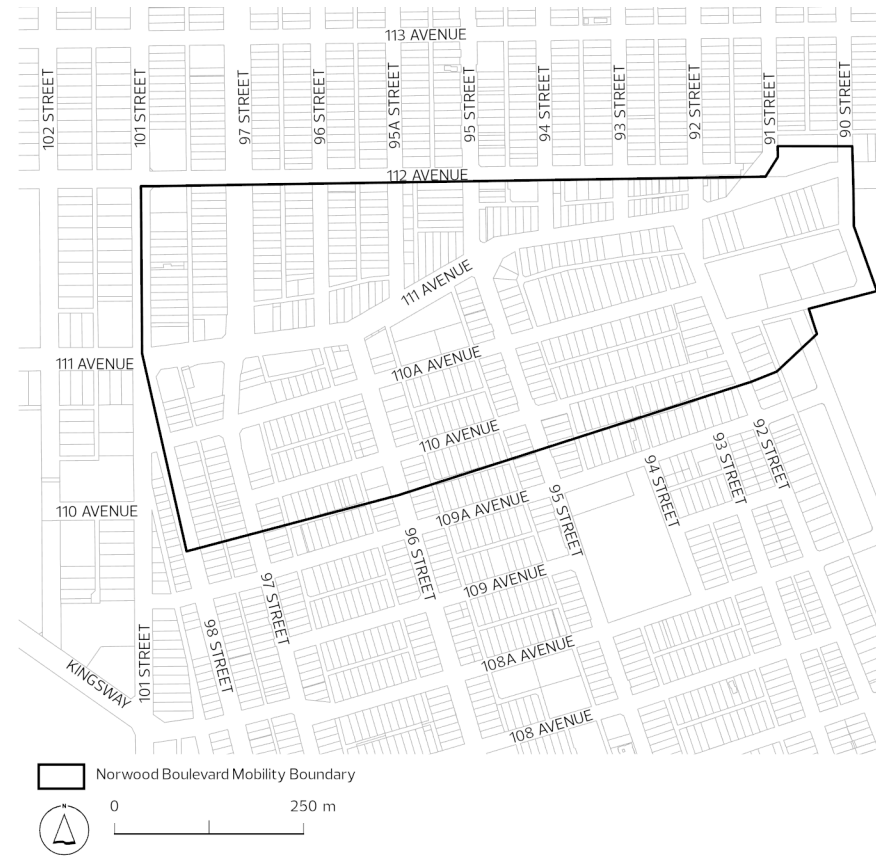 113 AVENUE
102 STREET
101 STREET
97 STREET
96 STREET
95A STREET
95 STREET
94 STREET
93 STREET
92 STREET
91 STREET
90 STREET
112 AVENUE
111 AVENUE
111 AVENUE
110A AVENUE
110 AVENUE
110 AVENUE
109A AVENUE
95 STREET
94 STREET
93 STREET
92 STREET
96 STREET
109 AVENUE
97 STREET
98 STREET
101 STREET
108A AVENUE
KINGSWAY
108 AVENUE
Norwood Boulevard Mobility Boundary
N
0 250 m